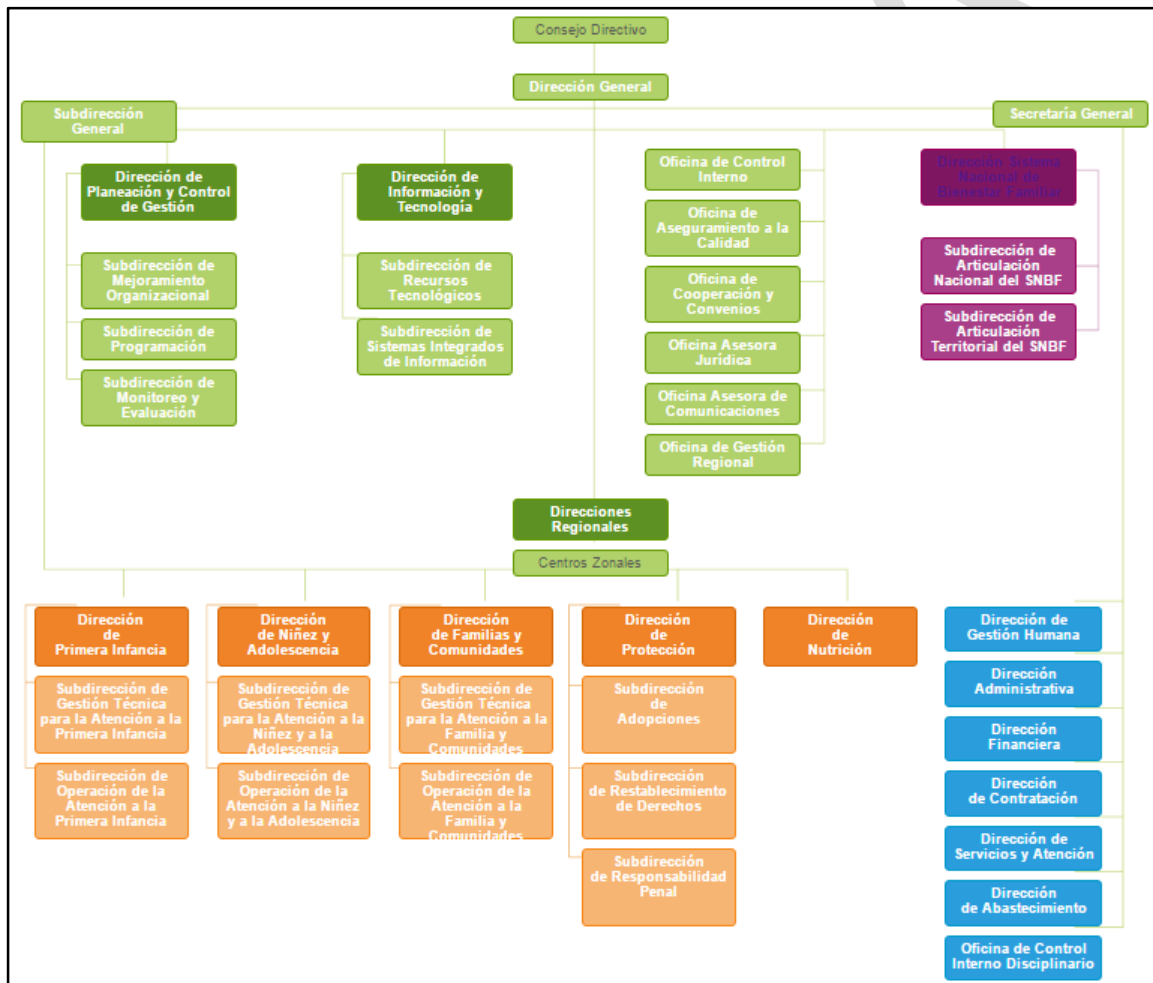 Consejo Directivo
Dirección General
Subdirección
General
Secretaría General
Dirección de
Planeación y Control
de Gestión
Subdirección de
Mejoramiento
Organizacional
Subdirección de
Programación
Subdirección de
Monitoreo y
Evaluación
Dirección de
Información y
Tecnología
Subdirección de
Recursos
Tecnológicos
Subdirección de
Sistemas Integrados
de Información
Oficina de Control
Interno
Oficina de
Aseguramiento a la
Calidad
Oficina de
Cooperación y
Convenios
Oficina Asesora
Jurídica
Oficina Asesora de
Comunicaciones
Oficina de Gestión
Regional
Dirección Sistema
Nacional de
Bienestar Familiar
Subdirección de
Articulación
Nacional del SNBF
Subdirección de
Articulación
Territorial del SNBF
Direcciones
Regionales
Centros Zonales
Dirección
de
Primera Infancia
Subdirección de
Gestión Técnica
para la Atención a la
Primera Infancia
Subdirección de
Operación de la
Atención a la
Primera Infancia
Dirección
de Niñez y
Adolescencia
Subdirección de
Gestión Técnica
para la Atención a la
Niñez y a la
Adolescencia
Subdirección de
Operación de la
Atención a la Niñez
y a la Adolescencia
Dirección
de Familias y
Comunidades
Subdirección de
Gestión Técnica
para la Atención a la
Familia y
Comunidades
Subdirección de
Operación de la
Atención a la
Familia y
Comunidades
Dirección
de
Protección
Subdirección
de
Adopciones
Subdirección
de Restablecimiento
de Derechos
Subdirección
de Responsabilidad
Penal
Dirección
de
Nutrición
Dirección de
Gestión Humana
Dirección
Administrativa
Dirección
Financiera
Dirección
de Contratación
Dirección de
Servicios y Atención
Dirección
de Abastecimiento
Oficina de Control
Interno Disciplinario